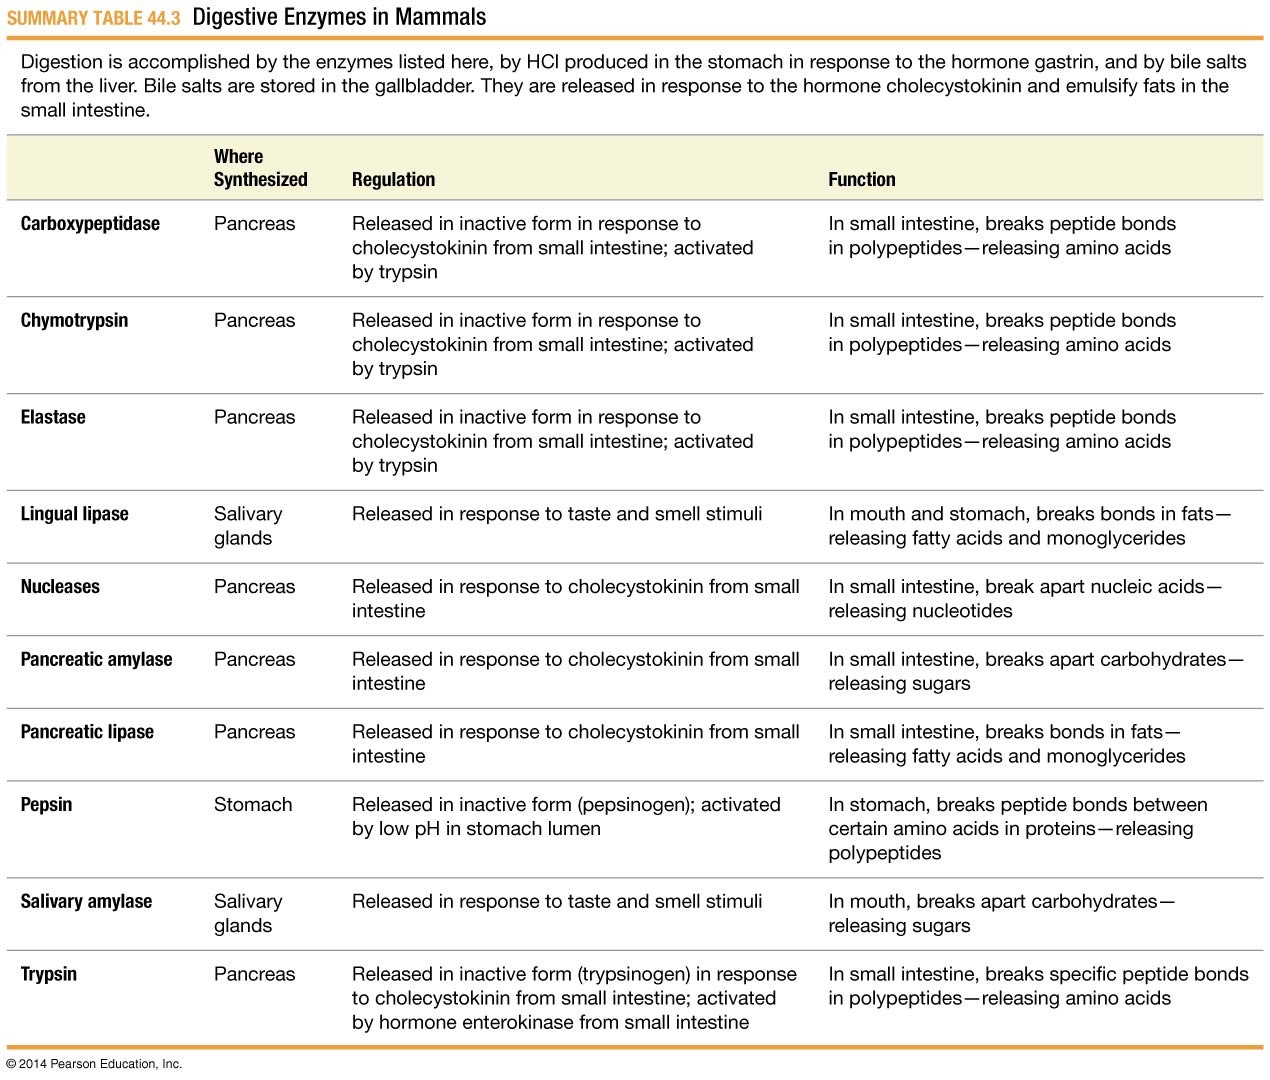 SUMMARY TABLE 44.3 Digestive Enzymes in Mammals
Digestion is accomplished by the enzymes listed here, by HCl produced in the stomach in response to the hormone gastrin, and by bile salts
from the liver. Bile salts are stored in the gallbladder. They are released in response to the hormone cholecystokinin and emulsify fats in the
small intestine.
Where
Synthesized Regulation Function
Carboxypeptidase Pancreas Released in inactive form in response to In small intestine, breaks peptide bonds
cholecystokinin from small intestine; activated in polypeptides—releasing amino acids
by trypsin
Chymotrypsin Pancreas Released in inactive form in response to In small intestine, breaks peptide bonds
cholecystokinin from small intestine; activated in polypeptides—releasing amino acids
by trypsin
Elastase Pancreas Released in inactive form in response to In small intestine, breaks peptide bonds
cholecystokinin from small intestine; activated in polypeptides—releasing amino acids
by trypsin
Lingual lipase Salivary Released in response to taste and smell stimuli In mouth and stomach, breaks bonds in fats—
glands releasing fatty acids and monoglycerides
Nucleases Pancreas Released in response to cholecystokinin from small In small intestine, break apart nucleic acids—
intestine releasing nucleotides
Pancreatic amylase Pancreas Released in response to cholecystokinin from small In small intestine, breaks apart carbohydrates—
intestine releasing sugars
Pancreatic lipase Pancreas Released in response to cholecystokinin from small In small intestine, breaks bonds in fats—
intestine releasing fatty acids and monoglycerides
Pepsin Stomach Released in inactive form (pepsinogen); activated In stomach, breaks peptide bonds between
by low pH in stomach lumen certain amino acids in proteins—releasing
polypeptides
Salivary amylase Salivary Released in response to taste and smell stimuli In mouth, breaks apart carbohydrates—
glands releasing sugars
Trypsin Pancreas Released in inactive form (trypsinogen) in response In small intestine, breaks specific peptide bonds
to cholecystokinin from small intestine; activated in polypeptides—releasing amino acids
by hormone enterokinase from small intestine
© 2014 Pearson Education, Inc.